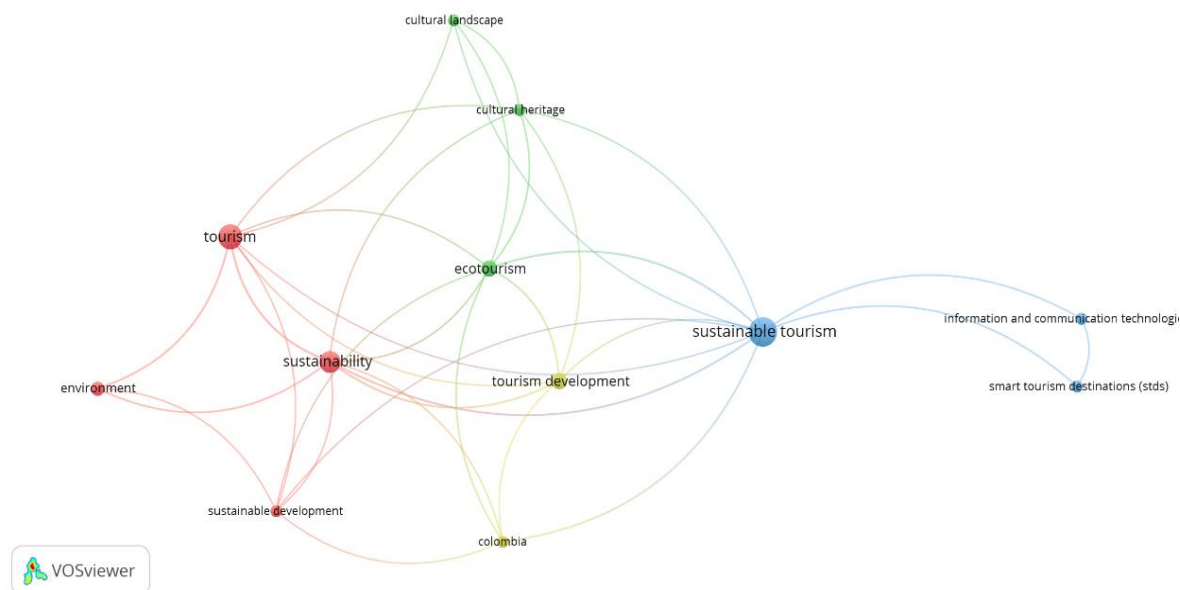 cultural landscape
cultural heritage
tourism
ecotourism
information and communication technologie
sustainable tourism
sustainability
tourism development
environment
smart tourism destinations (stds)
sustainable development
colombia
VOSviewer